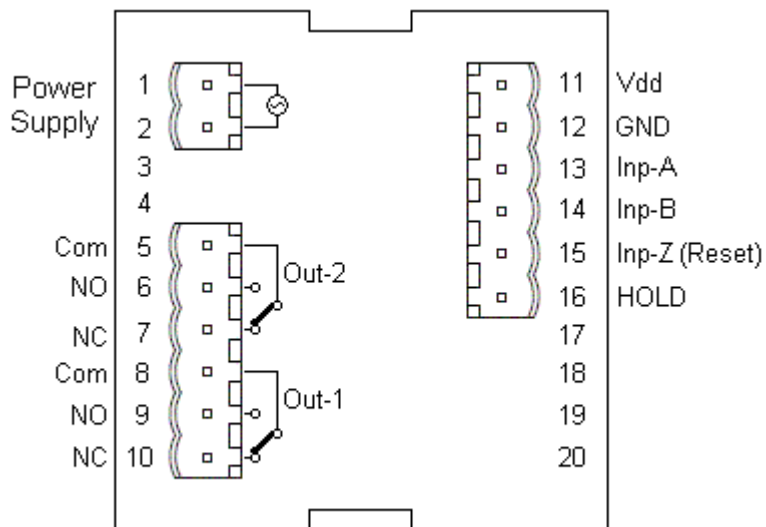 Power
Supply
1
2
3
4
Com 5
NO 6
NC 7
Com 8
NO 9
NC 10
Out-2
Out-1
11 Vdd
12 GND
13 Inp-A
14 Inp-B
15 Inp-Z (Reset)
16 HOLD
17
18
19
20